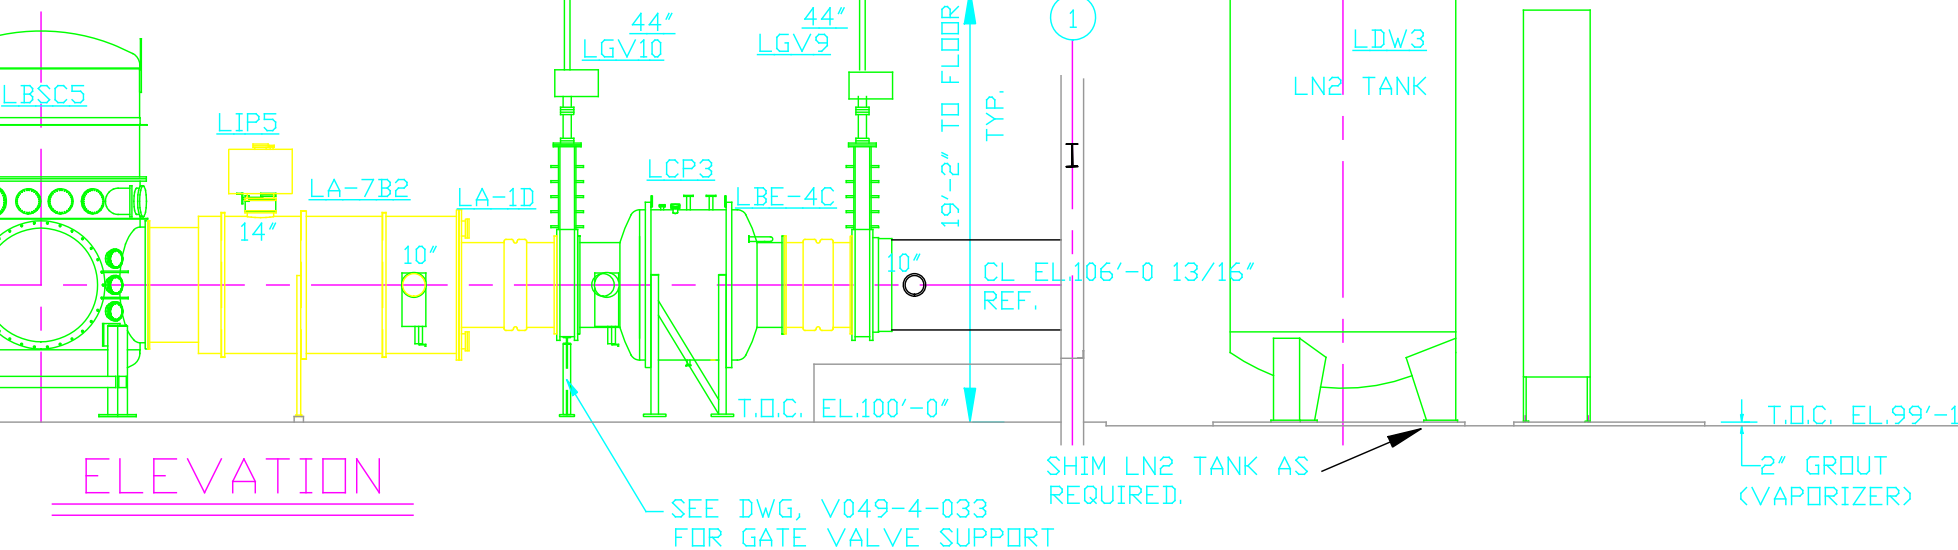 44"
LGV10
44"
LGV9
19'-2" TO FLOOR
TYP.
1
LDW3
LN2 TANK
LBSC5
LIP5
LA-7B2
LA-1D
LCP3
LBE-4C
14"
10"
10"
CL EL.106'-0 13/16"
REF.
I
T.O.C. EL.100'-0"
T.O.C. EL.99'-1
ELEVATION
SHIM LN2 TANK AS
REQUIRED.
2" GROUT
(VAPORIZER)
SEE DWG, V049-4-033
FOR GATE VALVE SUPPORT